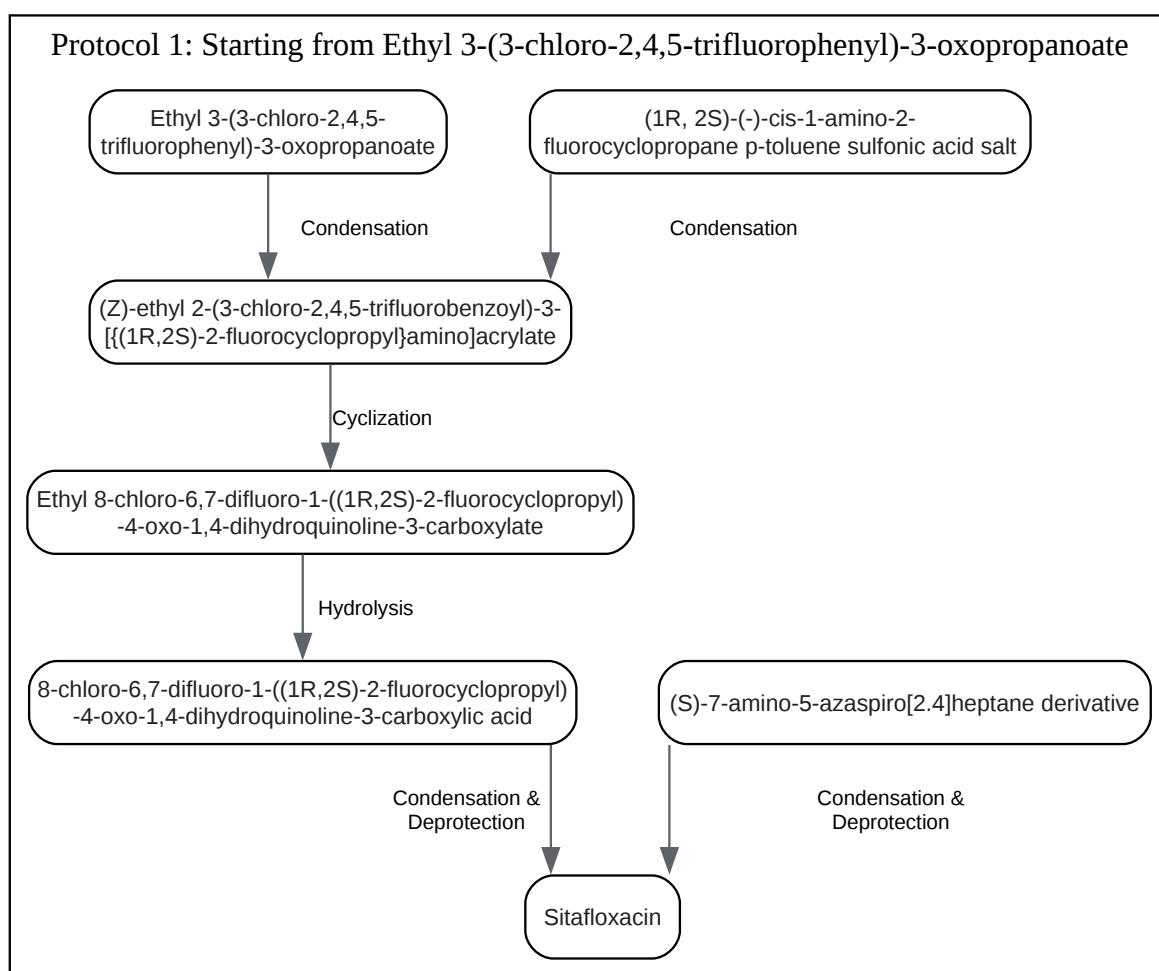 Protocol 1: Starting from Ethyl 3-(3-chloro-2,4,5-trifluorophenyl)-3-oxopropanoate
Ethyl 3-(3-chloro-2,4,5-
trifluorophenyl)-3-oxopropanoate
(1R, 2S)-(-)-cis-1-amino-2-
fluorocyclopropane p-toluene sulfonic acid salt
Condensation
Condensation
(Z)-ethyl 2-(3-chloro-2,4,5-trifluorobenzoyl)-3-
[{(1R,2S)-2-fluorocyclopropyl}amino]acrylate
Cyclization
Ethyl 8-chloro-6,7-difluoro-1-((1R,2S)-2-fluorocyclopropyl)
-4-oxo-1,4-dihydroquinoline-3-carboxylate
Hydrolysis
8-chloro-6,7-difluoro-1-((1R,2S)-2-fluorocyclopropyl)
-4-oxo-1,4-dihydroquinoline-3-carboxylic acid
(S)-7-amino-5-azaspiro[2.4]heptane derivative
Condensation &
Deprotection
Condensation &
Deprotection
Sitafloxacin